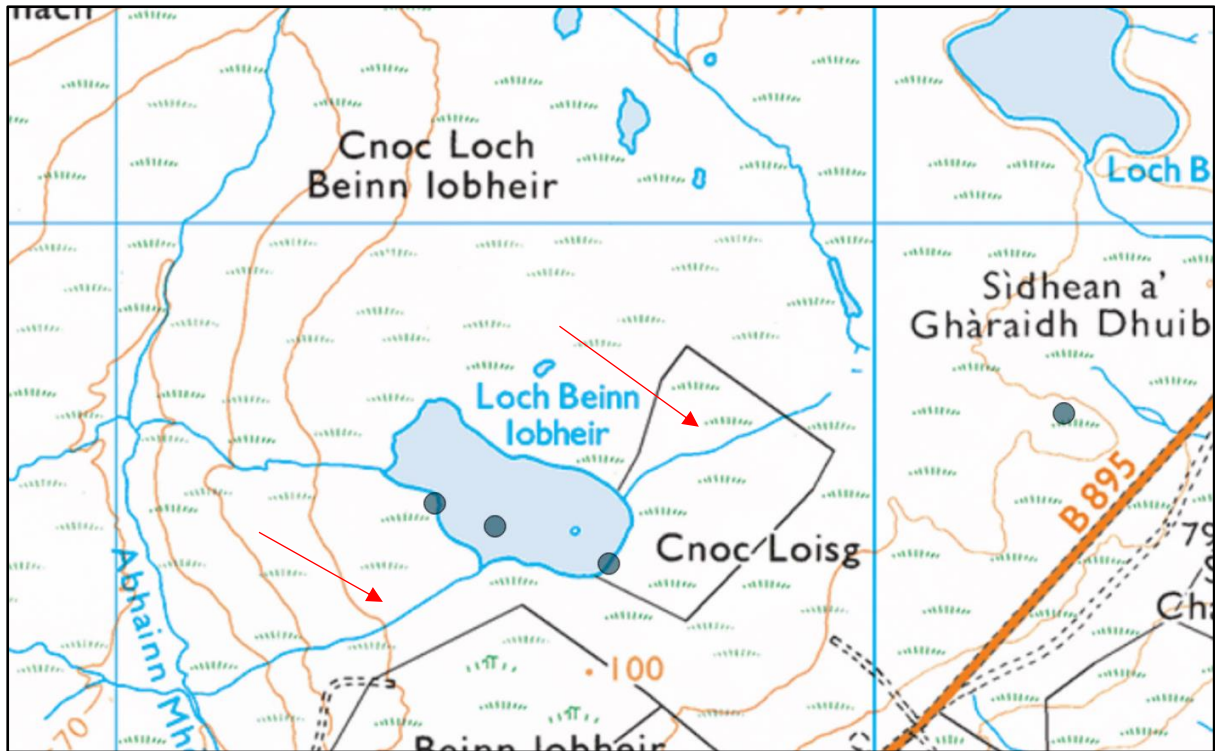 Cnoc Loch
Beinn Iobheir
Loch B
Sìdhean a'
Ghàraidh Dhuib
Loch Beinn
Iobheir
B 895
Cnoc Loisg
79
Abhainn Mh
100
70
Beinn Iobheir